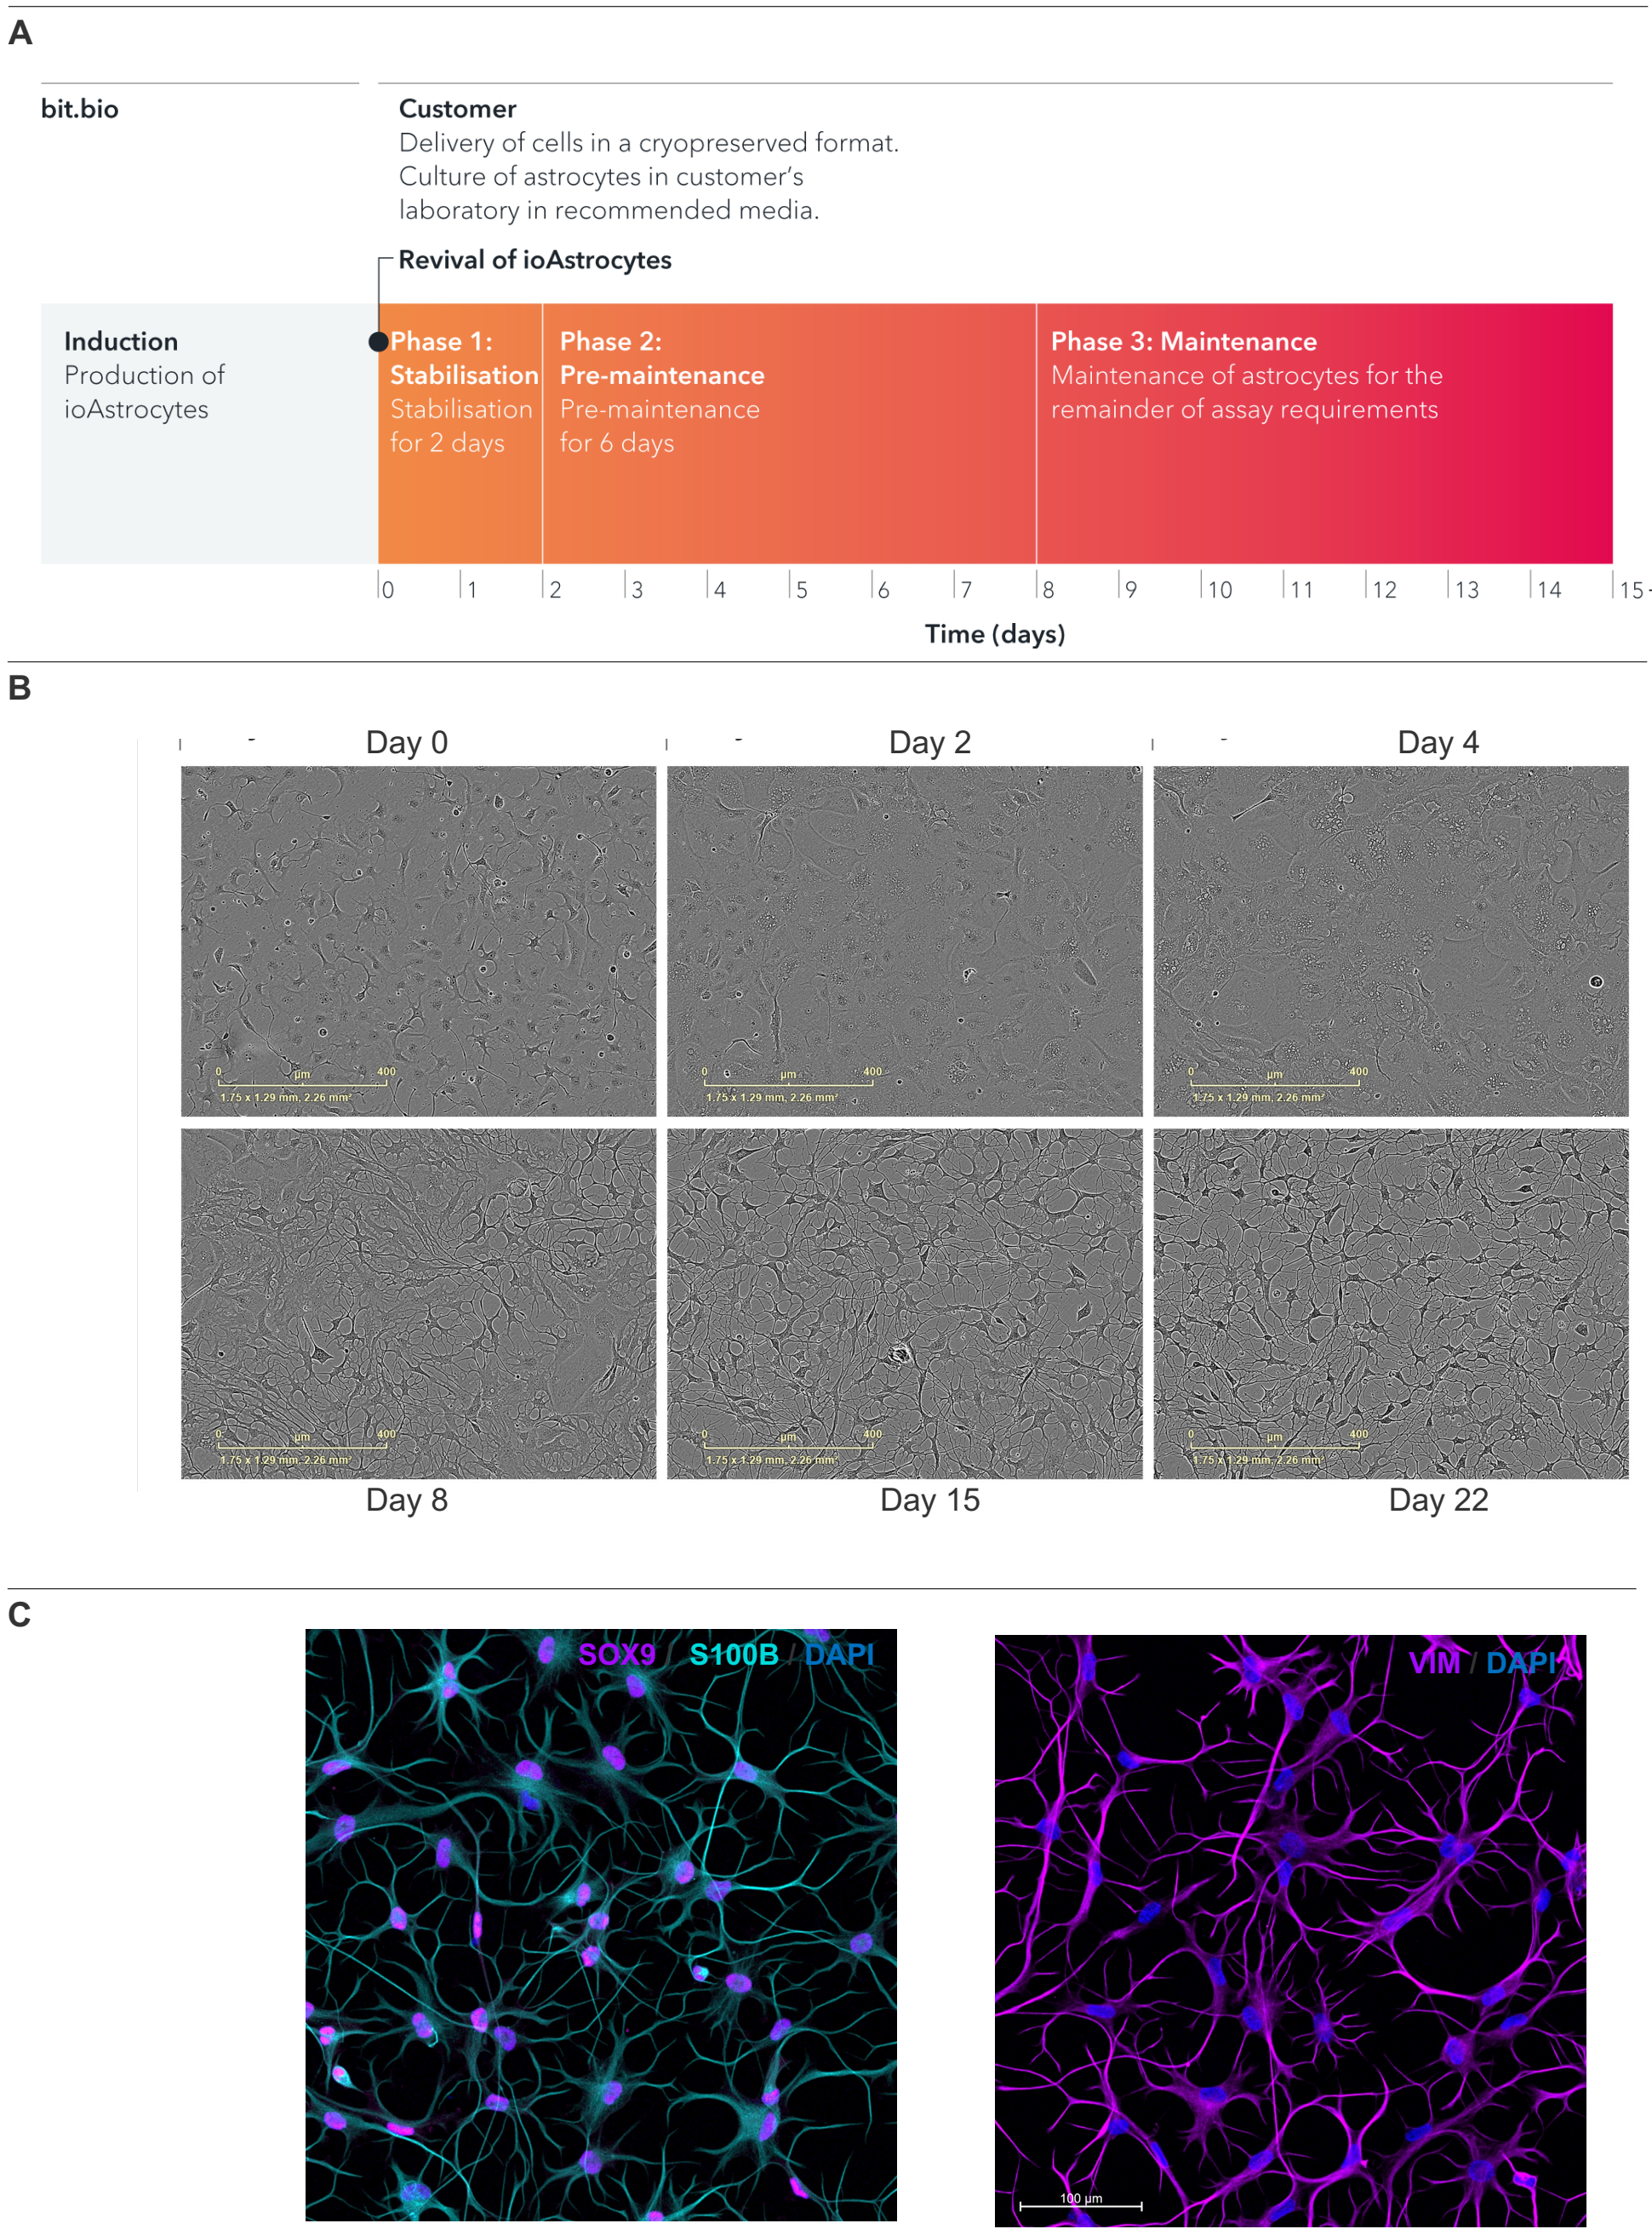 A
bit.bio
Customer
Delivery of cells in a cryopreserved format.
Culture of astrocytes in customer's
laboratory in recommended media.
Revival of ioAstrocytes
Induction
Production of
ioAstrocytes
Phase 1:
Stabilisation
Stabilisation
for 2 days
Phase 2:
Pre-maintenance
Pre-maintenance
for 6 days
Phase 3: Maintenance
Maintenance of astrocytes for the
remainder of assay requirements
0 1 2 3 4 5 6 7 8 9 10 11 12 13 14 15
Time (days)
B
Day 0
Day 2
Day 4
0 µm 400
1.75 x 1.29 mm, 2.26 mm²
0 µm 400
1.75 x 1.29 mm, 2.26 mm²
0 µm 400
1.75 x 1.29 mm, 2.26 mm²
0 µm 400
1.75 x 1.29 mm, 2.26 mm²
0 µm 400
1.75 x 1.29 mm, 2.26 mm²
0 µm 400
1.75 x 1.29 mm, 2.26 mm²
Day 8
Day 15
Day 22
C
SOX9 / S100B / DAPI
VIM / DAPI
100 µm